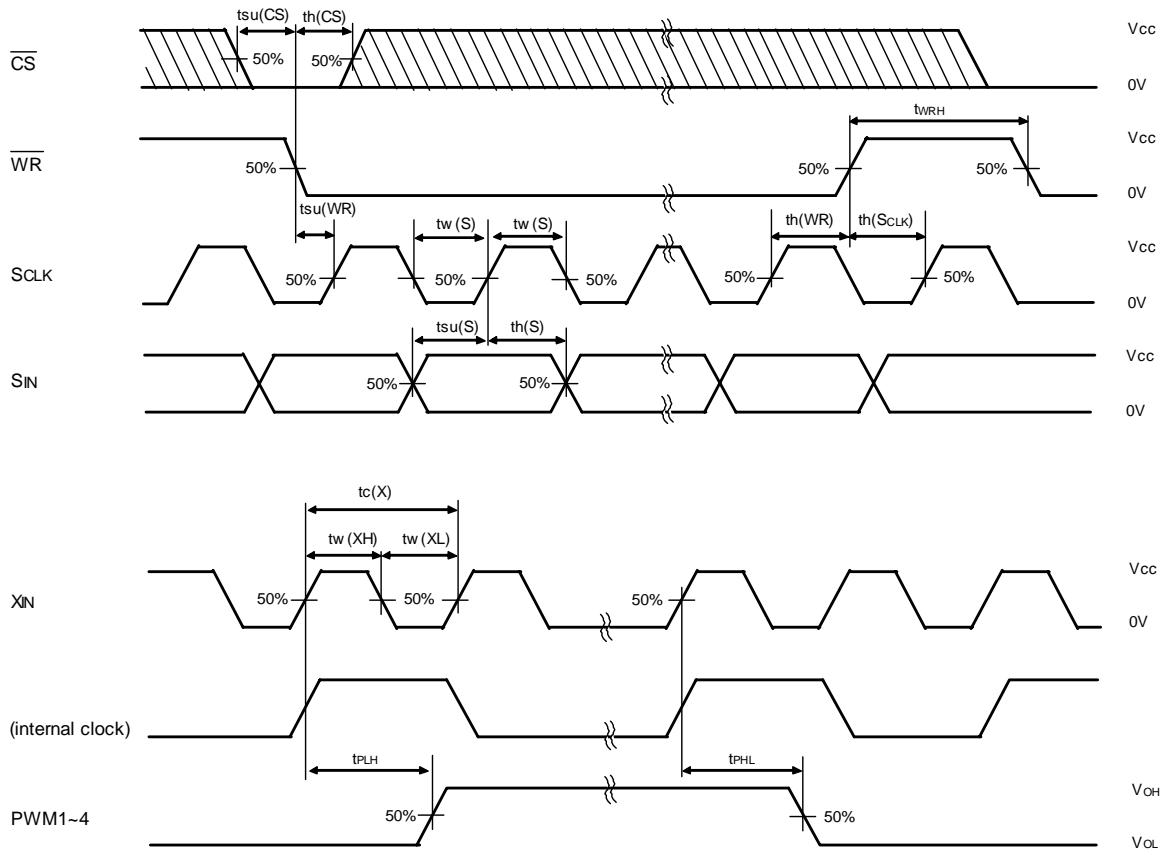 tsu(CS) th(CS)
CS 50% 50% Vcc
0V
tWRH
WR 50% 50% 50% Vcc
0V
tsu(WR) tw (S) tw (S) th(WR) th(SCLK)
SCLK 50% 50% 50% 50% 50% Vcc
0V
tsu(S) th(S)
SIN 50% 50% Vcc
0V
tc(X)
tw (XH) tw (XL)
XIN 50% 50% 50% Vcc
0V
(internal clock)
tPLH tPHL
PWM1~4 50% 50% VOH
VOL